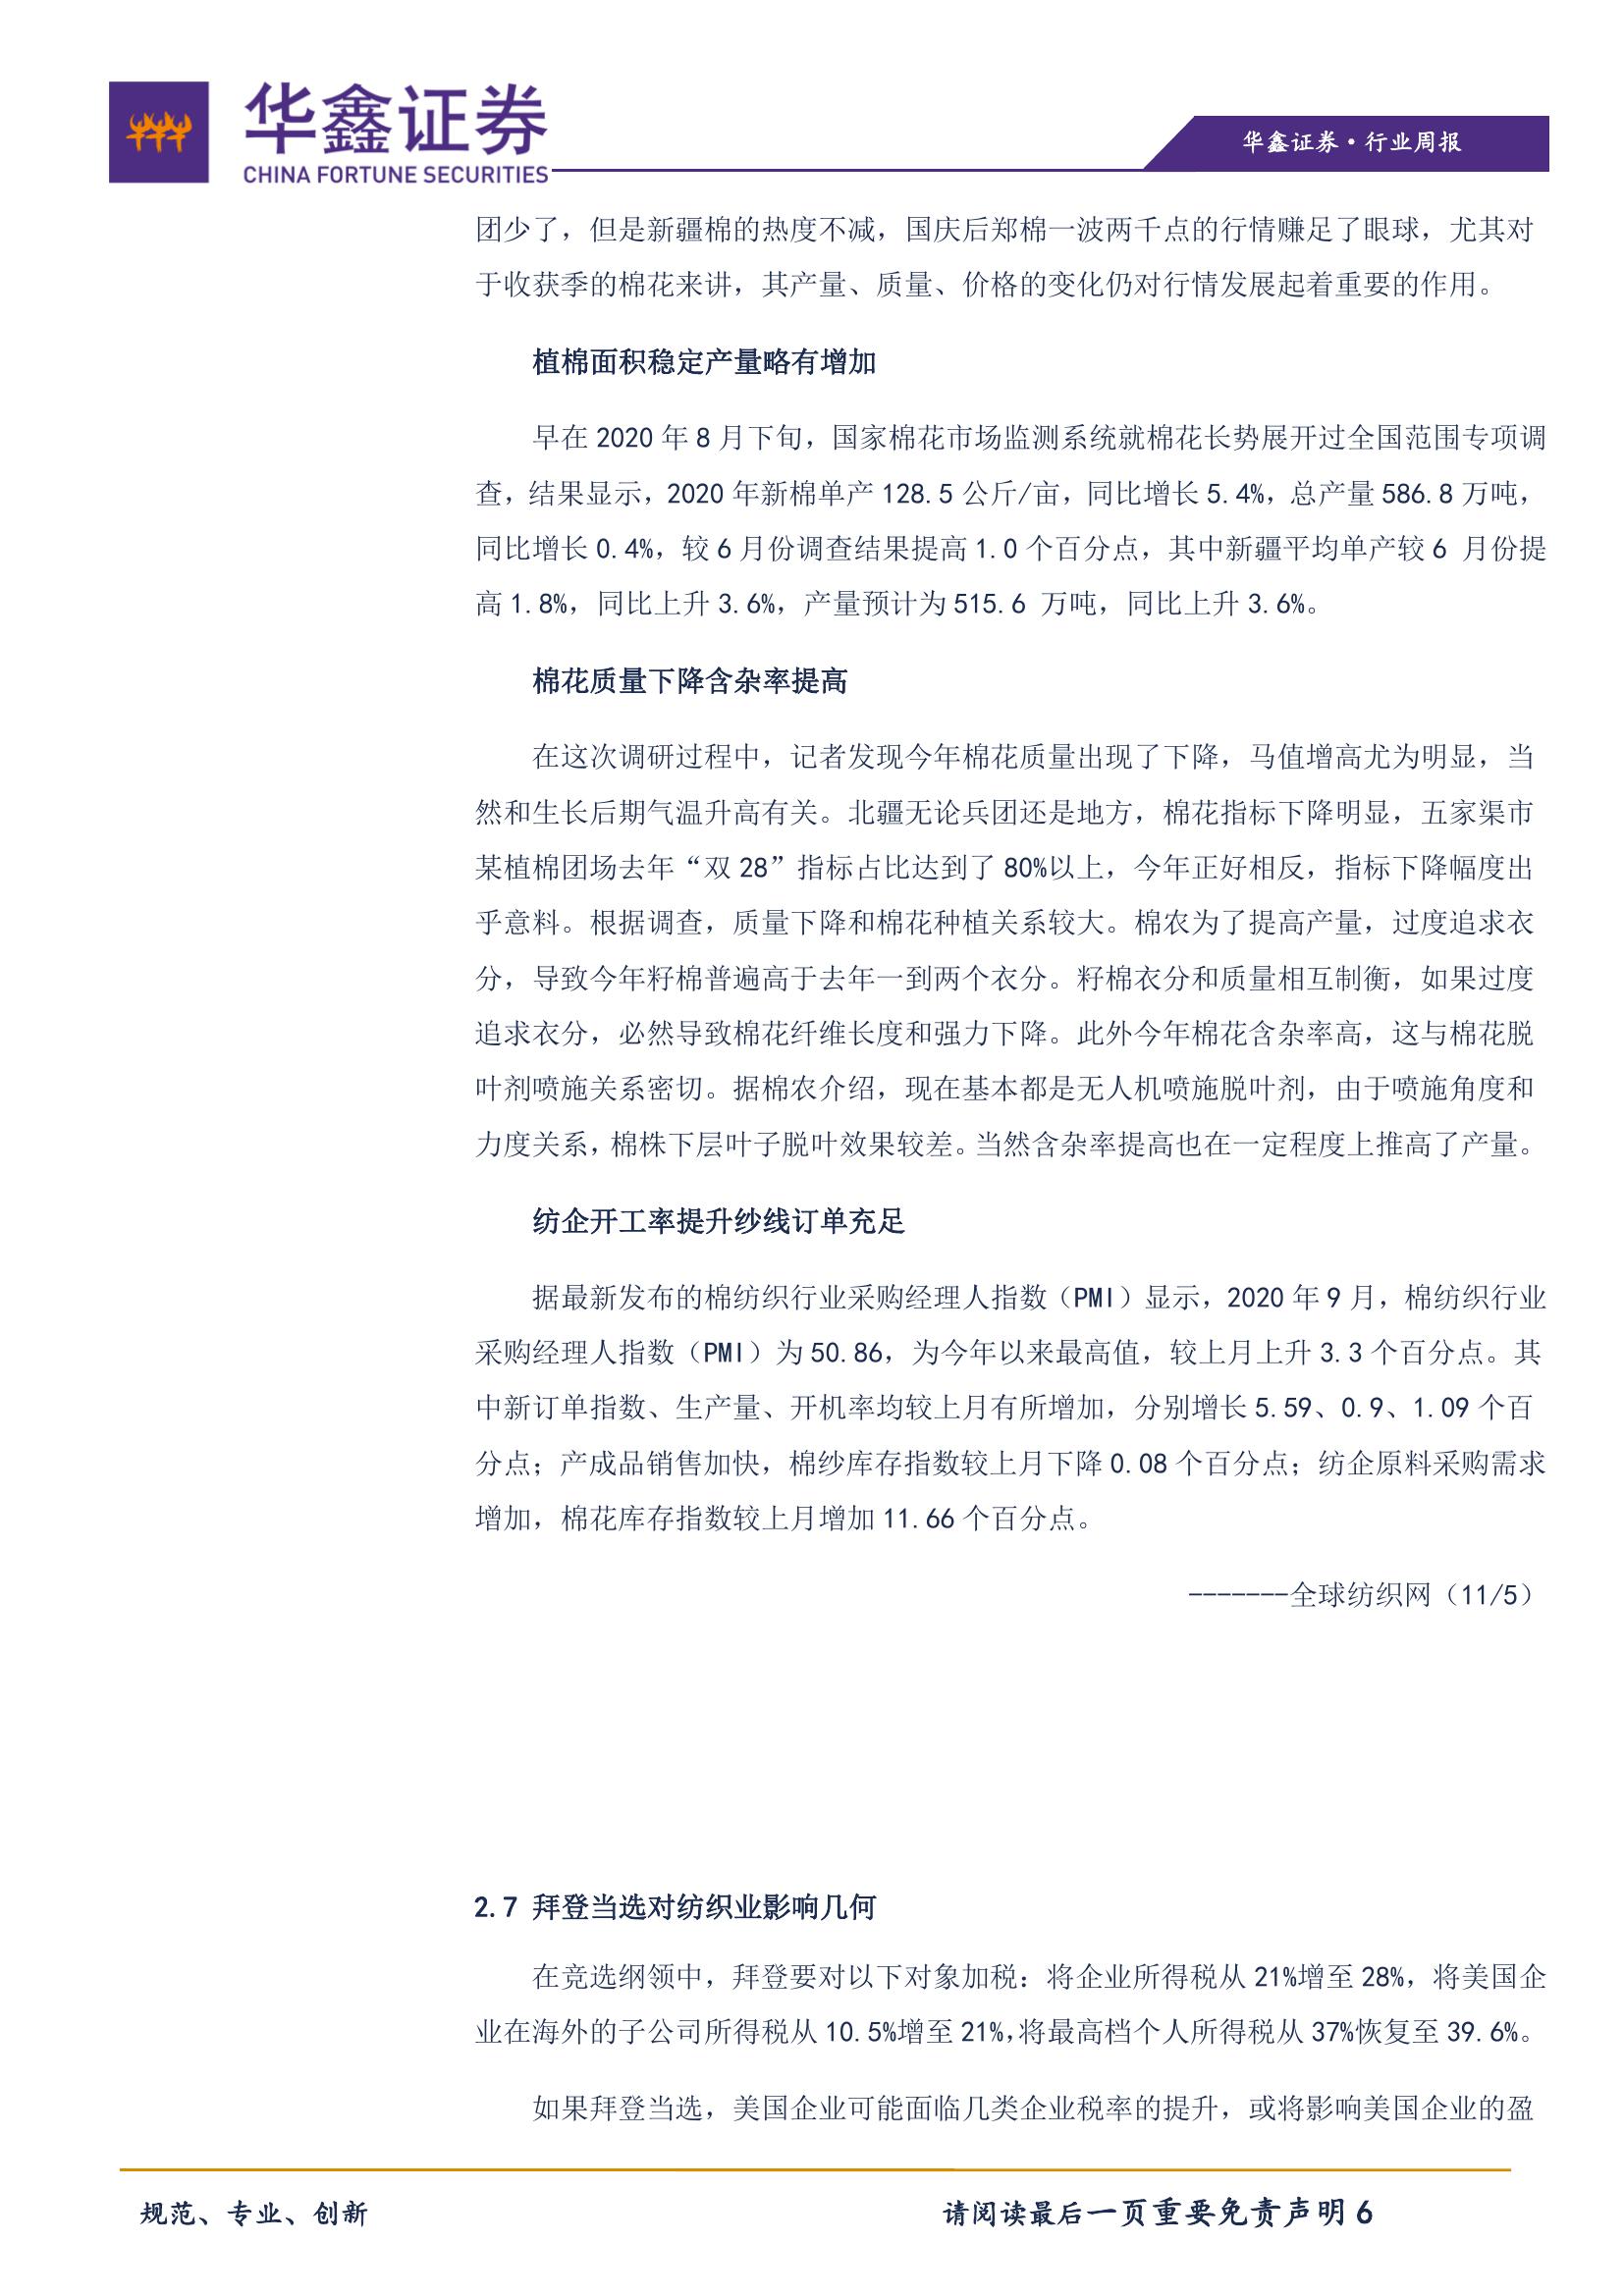 华鑫证券
CHINA FORTUNE SECURITIES
华鑫证券·行业周报
团少了，但是新疆棉的热度不减，国庆后郑棉一波两千点的行情赚足了眼球，尤其对
于收获季的棉花来讲，其产量、质量、价格的变化仍对行情发展起着重要的作用。
植棉面积稳定产量略有增加
早在 2020 年 8 月下旬，国家棉花市场监测系统就棉花长势展开过全国范围专项调
查，结果显示，2020 年新棉单产 128.5 公斤/亩，同比增长 5.4%，总产量 586.8 万吨，
同比增长 0.4%，较 6 月份调查结果提高 1.0 个百分点，其中新疆平均单产较 6 月份提
高 1.8%，同比上升 3.6%，产量预计为 515.6 万吨，同比上升 3.6%。
棉花质量下降含杂率提高
在这次调研过程中，记者发现今年棉花质量出现了下降，马值增高尤为明显，当
然和生长后期气温升高有关。北疆无论兵团还是地方，棉花指标下降明显，五家渠市
某植棉团场去年“双 28”指标占比达到了 80%以上，今年正好相反，指标下降幅度出
乎意料。根据调查，质量下降和棉花种植关系较大。棉农为了提高产量，过度追求衣
分，导致今年籽棉普遍高于去年一到两个衣分。籽棉衣分和质量相互制衡，如果过度
追求衣分，必然导致棉花纤维长度和强力下降。此外今年棉花含杂率高，这与棉花脱
叶剂喷施关系密切。据棉农介绍，现在基本都是无人机喷施脱叶剂，由于喷施角度和
力度关系，棉株下层叶子脱叶效果较差。当然含杂率提高也在一定程度上推高了产量。
纺企开工率提升纱线订单充足
据最新发布的棉纺织行业采购经理人指数（PMI）显示，2020 年 9 月，棉纺织行业
采购经理人指数（PMI）为 50.86，为今年以来最高值，较上月上升 3.3 个百分点。其
中新订单指数、生产量、开机率均较上月有所增加，分别增长 5.59、0.9、1.09 个百
分点；产成品销售加快，棉纱库存指数较上月下降 0.08 个百分点；纺企原料采购需求
增加，棉花库存指数较上月增加 11.66 个百分点。
-------全球纺织网（11/5）
2.7 拜登当选对纺织业影响几何
在竞选纲领中，拜登要对以下对象加税：将企业所得税从 21%增至 28%，将美国企
业在海外的子公司所得税从 10.5%增至 21%，将最高档个人所得税从 37%恢复至 39.6%。
如果拜登当选，美国企业可能面临几类企业税率的提升，或将影响美国企业的盈
规范、专业、创新
请阅读最后一页重要免责声明 6